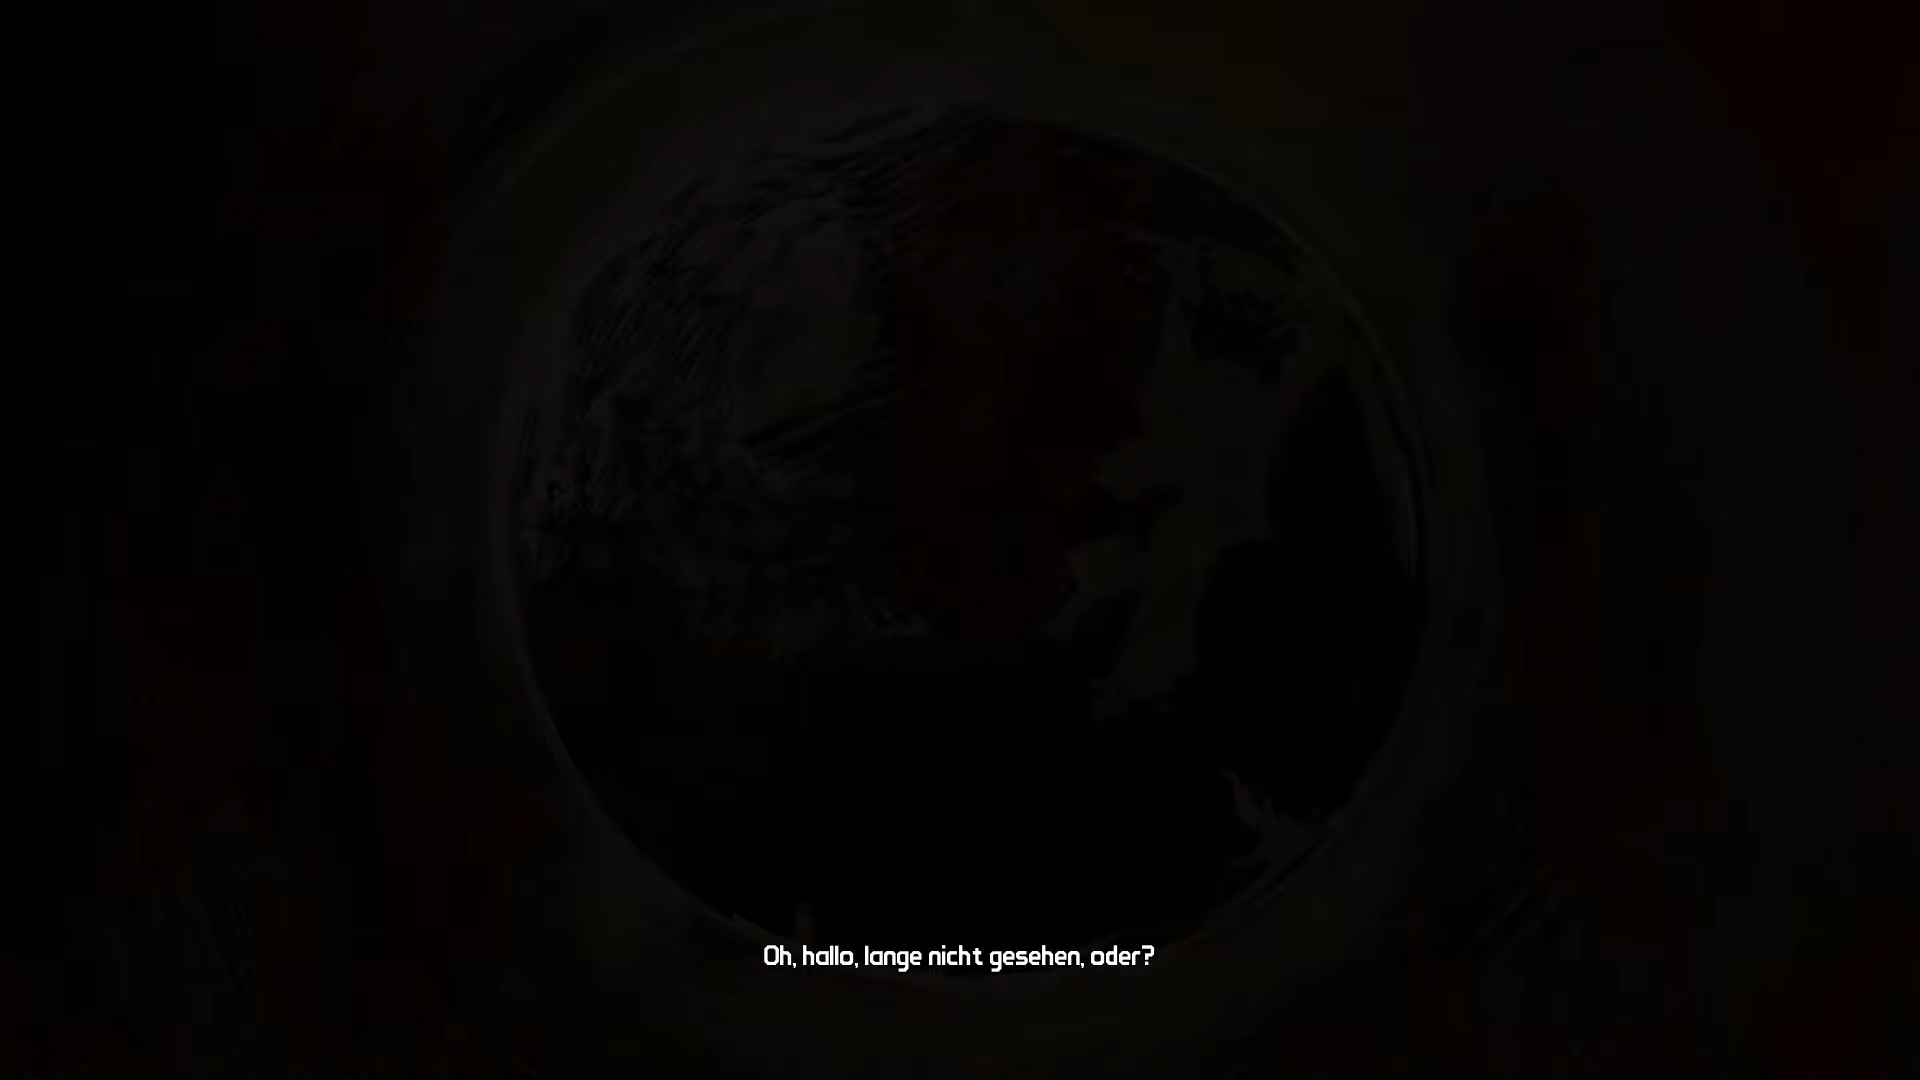 Oh, hallo, lange nicht gesehen, oder?